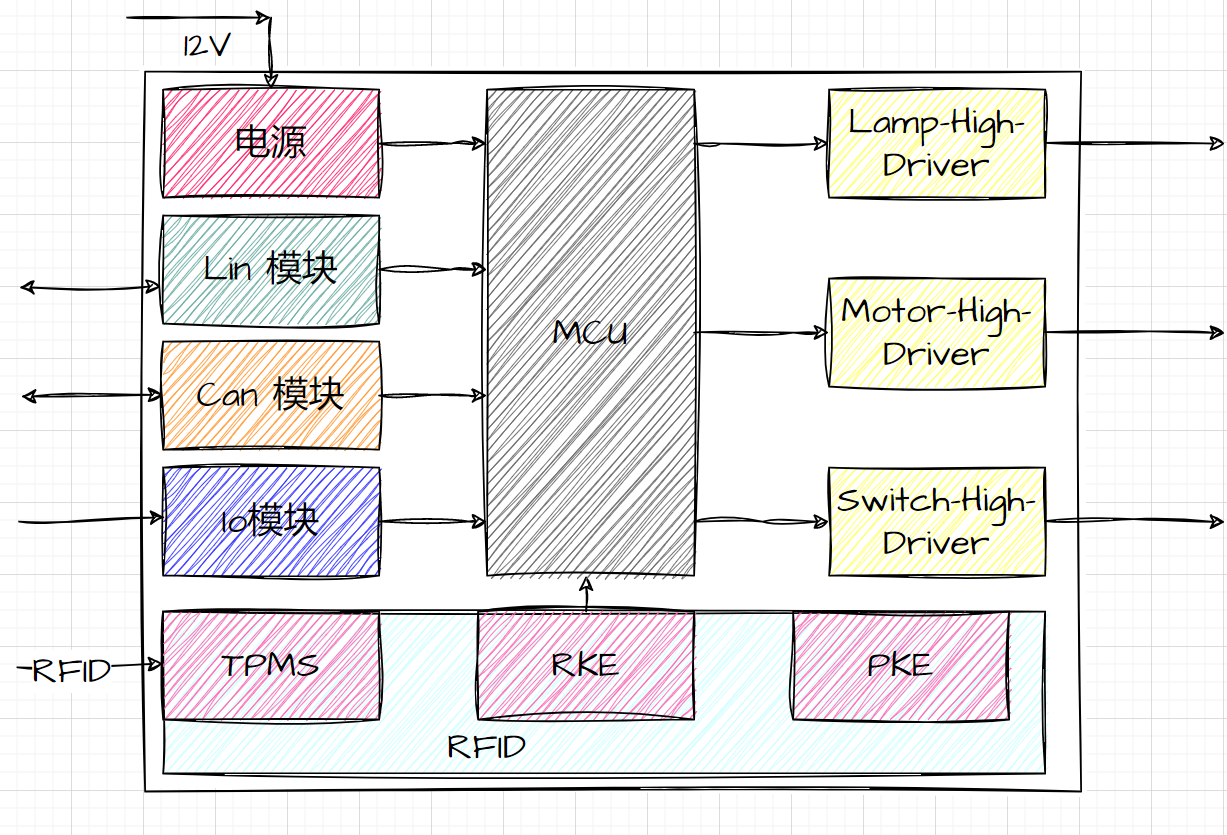 12V
电源
Lin 模块
Can 模块
Io模块
MCU
Lamp-High-
Driver
Motor-High-
Driver
Switch-High-
Driver
RFID
TPMS
RKE
PKE
RFID